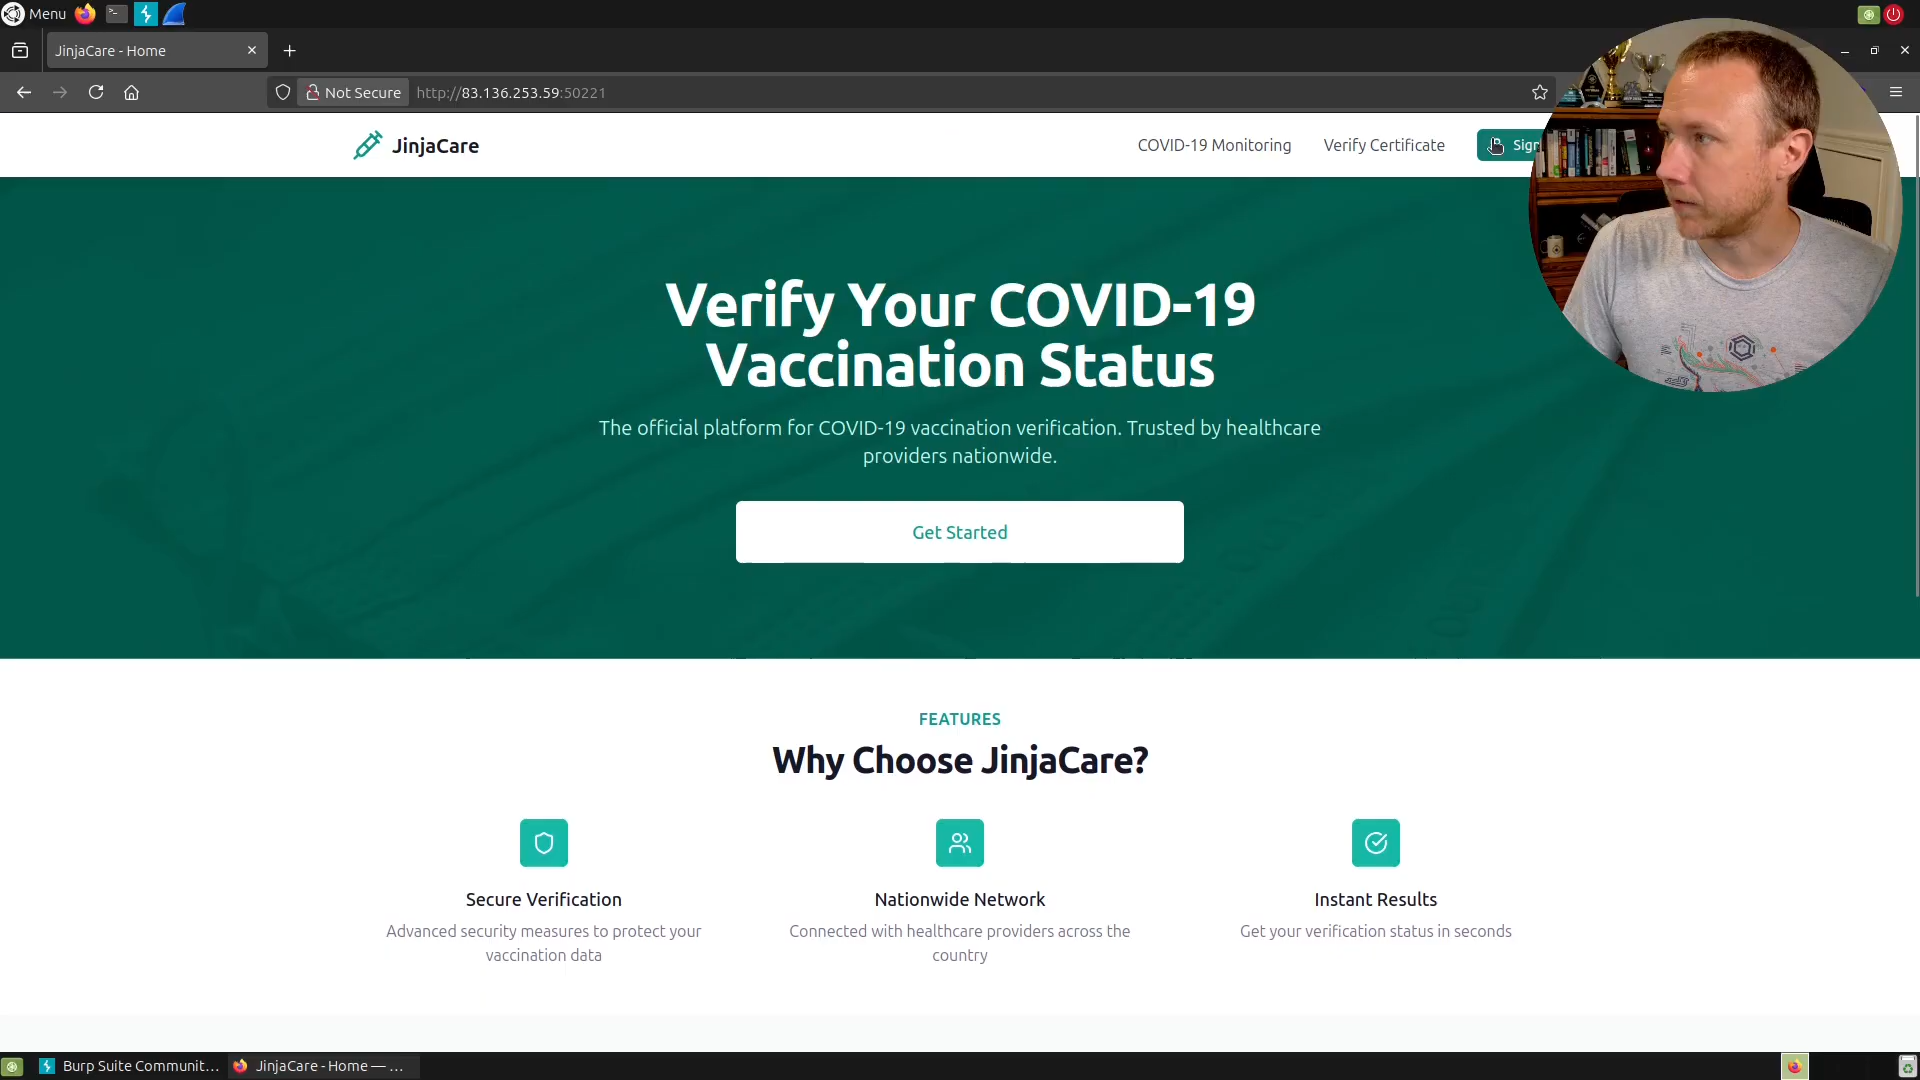 Menu
JinjaCare - Home
Not Secure
http://83.136.253.59:50221
JinjaCare
COVID-19 Monitoring
Verify Certificate
Verify Your COVID-19
Vaccination Status
The official platform for COVID-19 vaccination verification. Trusted by healthcare
providers nationwide.
Get Started
FEATURES
Why Choose JinjaCare?
Secure Verification
Advanced security measures to protect your
vaccination data
Nationwide Network
Connected with healthcare providers across the
country
Instant Results
Get your verification status in seconds
Burp Suite Communit...
JinjaCare - Home — ...